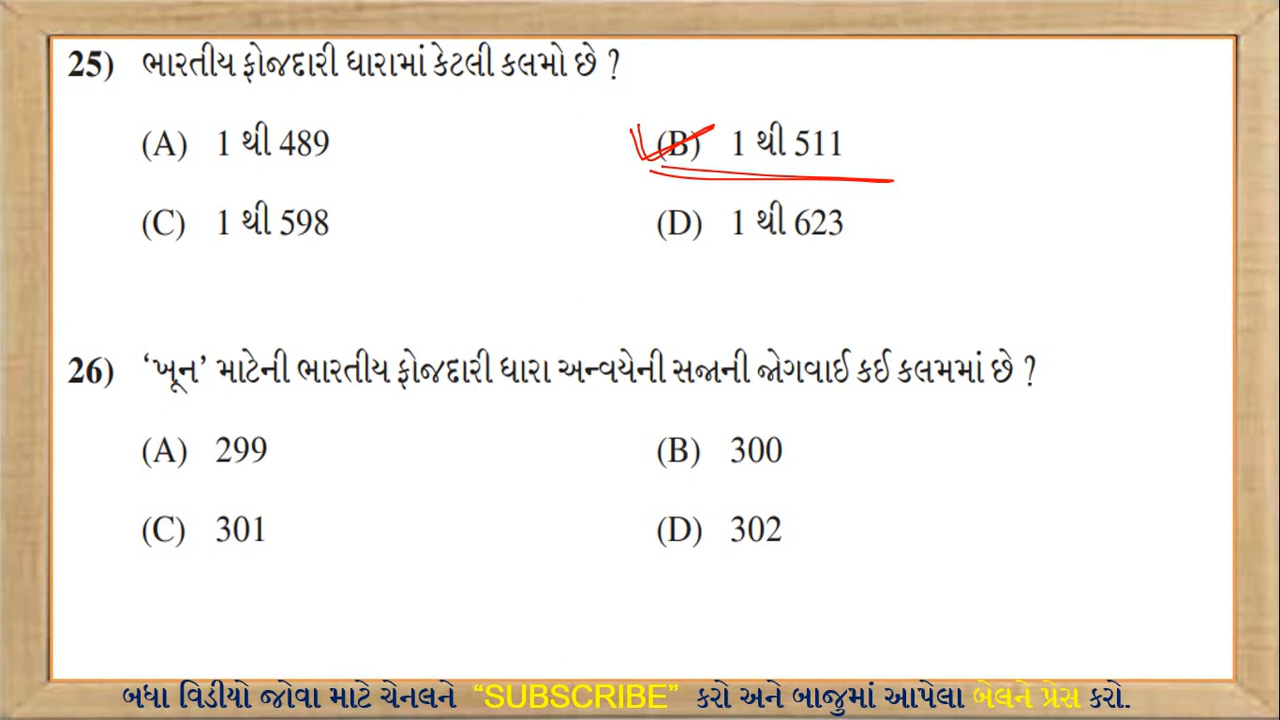 25) ભારતીય ફોજદારી ધારામાં કેટલી કલમો છે ?
(A) 1 થી 489 (B) 1 થી 511
(C) 1 થી 598 (D) 1 થી 623
26) ‘ખૂન’ માટેની ભારતીય ફોજદારી ધારા અન્વયેની સજાની જોગવાઈ કઈ કલમમાં છે ?
(A) 299 (B) 300
(C) 301 (D) 302
બધા વિડીયો જોવા માટે ચેનલને “SUBSCRIBE” કરો અને બાજુમાં આપેલા બેલને પ્રેસ કરો.